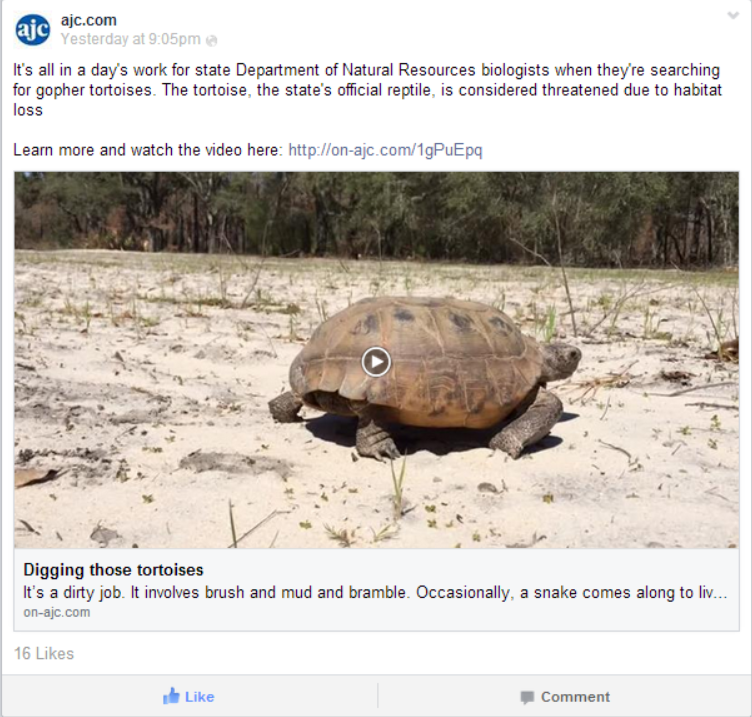 ajc
ajc.com
Yesterday at 9:05pm
It's all in a day's work for state Department of Natural Resources biologists when they're searching
for gopher tortoises. The tortoise, the state's official reptile, is considered threatened due to habitat
loss
Learn more and watch the video here: http://on-ajc.com/1gPuEpq
Digging those tortoises
It's a dirty job. It involves brush and mud and bramble. Occasionally, a snake comes along to liv...
on-ajc.com
16 Likes
Like
Comment